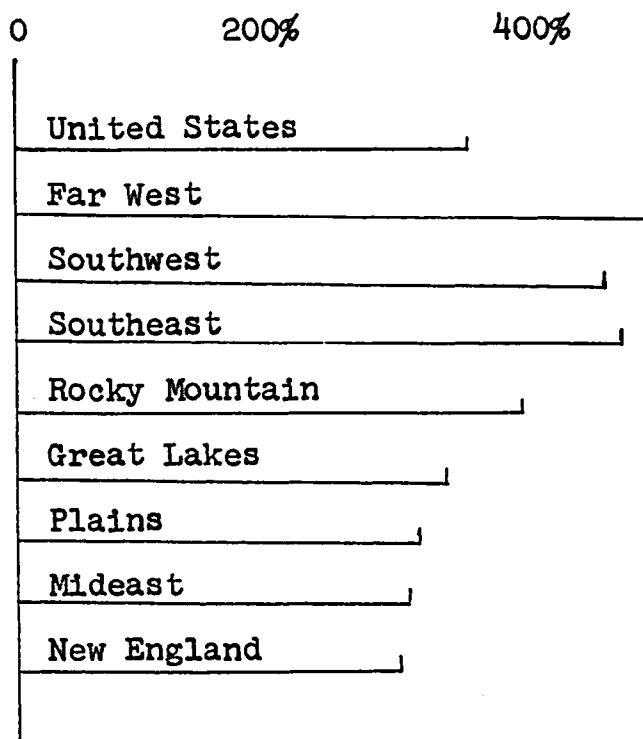 0 200% 400%
United States
Far West
Southwest
Southeast
Rocky Mountain
Great Lakes
Plains
Mideast
New England